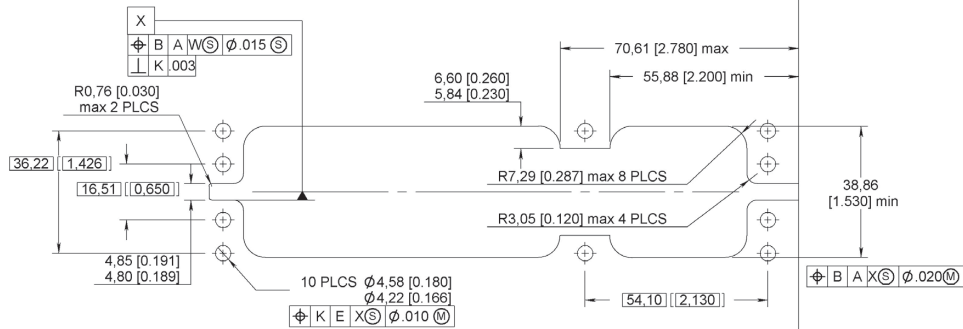 X
⌖ B A WⓈ Ø.015 Ⓢ
⊥ K .003
70,61 [2.780] max
6,60 [0.260]
5,84 [0.230]
55,88 [2.200] min
R0,76 [0.030]
max 2 PLCS
36,22 [1,426]
16,51 [0,650]
R7,29 [0.287] max 8 PLCS
38,86
[1.530] min
R3,05 [0.120] max 4 PLCS
4,85 [0.191]
4,80 [0.189]
10 PLCS Ø4,58 [0.180]
Ø4,22 [0.166]
⌖ K E XⓈ Ø.010 Ⓜ
54,10 [2,130]
⌖ B A XⓈ Ø.020Ⓜ